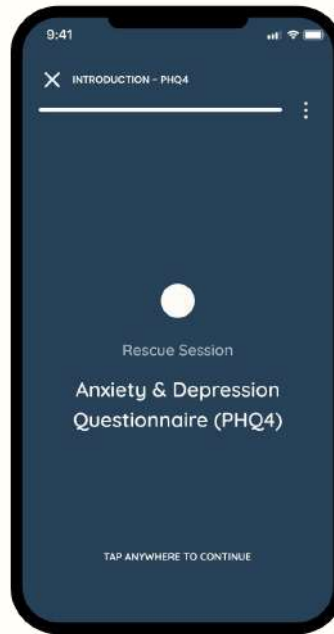 9:41
INTRODUCTION - PHQ4
Rescue Session
Anxiety & Depression
Questionnaire (PHQ4)
TAP ANYWHERE TO CONTINUE